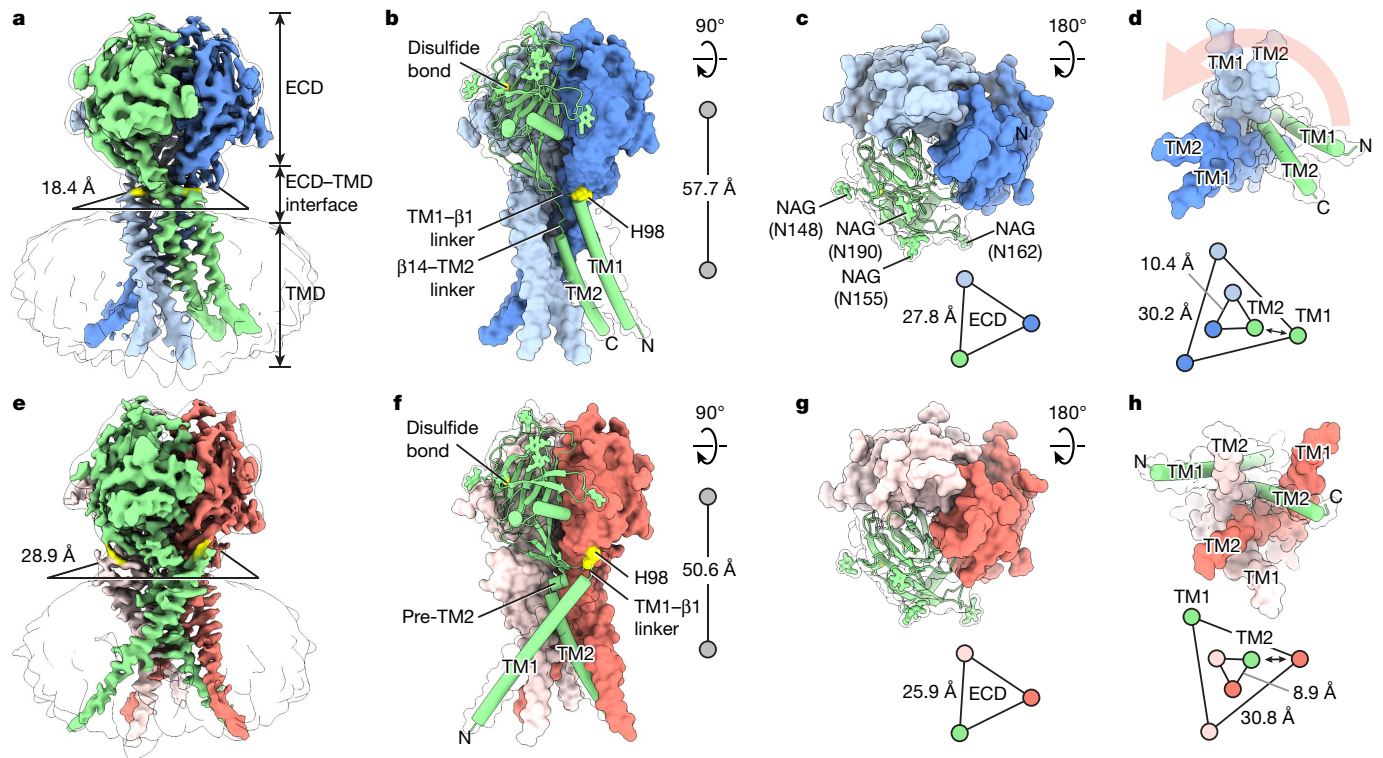 a
ECD
18.4 Å
ECD–TMD
interface
TMD
b
90°
Disulfide
bond
57.7 Å
TM1–β1
linker
H98
β14–TM2
linker
TM1
TM2
C
N
c
180°
N
NAG
(N148)
NAG
(N190)
NAG
(N162)
NAG
(N155)
27.8 Å
ECD
d
TM1
TM2
TM1
N
TM2
TM1
TM2
C
10.4 Å
30.2 Å
TM2
TM1
e
28.9 Å
f
90°
Disulfide
bond
H98
50.6 Å
Pre-TM2
TM1–β1
linker
TM1
TM2
N
g
180°
25.9 Å
ECD
h
TM2
TM1
N
TM1
TM2
C
TM2
TM1
TM1
TM2
8.9 Å
30.8 Å